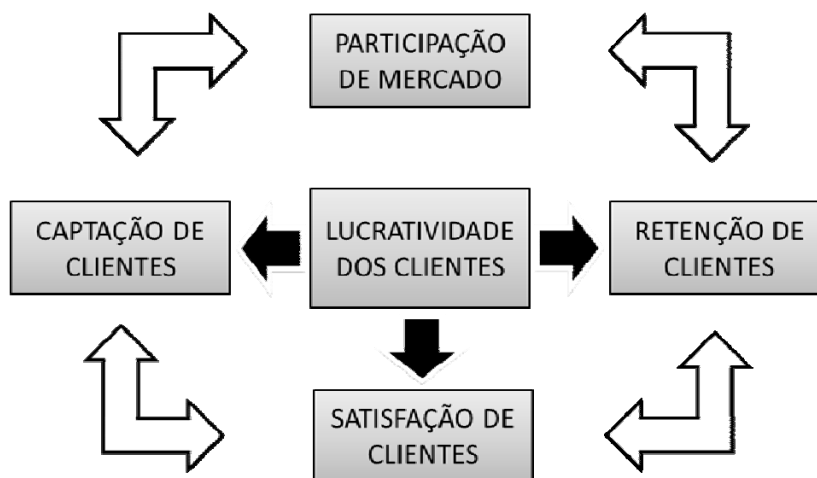 PARTICIPAÇÃO
DE MERCADO
CAPTAÇÃO DE
CLIENTES
LUCRATIVIDADE
DOS CLIENTES
RETENÇÃO DE
CLIENTES
SATISFAÇÃO DE
CLIENTES